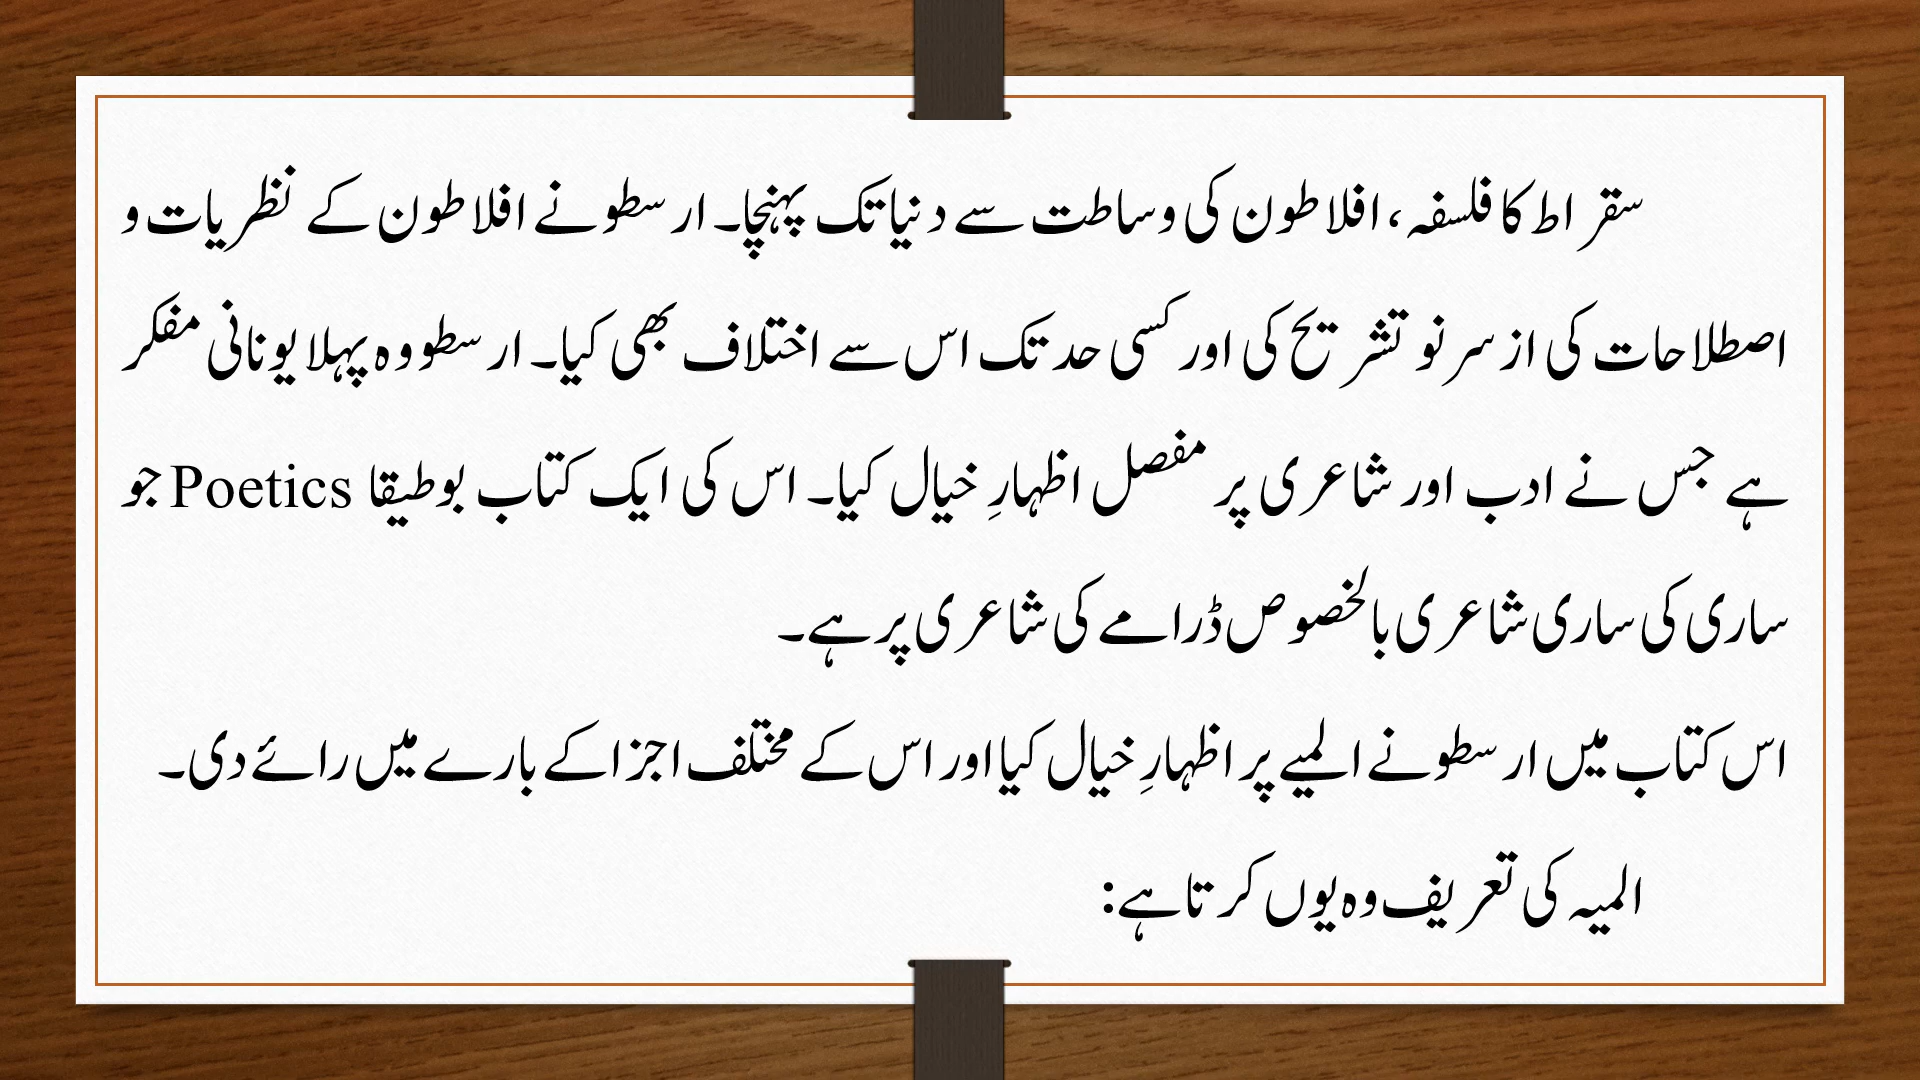 سقراط کا فلسفہ، افلاطون کی وساطت سے دنیا تک پہنچا۔ ارسطو نے افلاطون کے نظریات و
اصطلاحات کی از سر نو تشریح کی اور کسی حد تک اس سے اختلاف بھی کیا۔ ارسطو وہ پہلا یونانی مفکر
ہے جس نے ادب اور شاعری پر مفصل اظہارِ خیال کیا۔ اس کی ایک کتاب بوطیقا Poetics جو
ساری کی ساری شاعری بالخصوص ڈرامے کی شاعری پر ہے۔
اس کتاب میں ارسطو نے المیے پر اظہارِ خیال کیا اور اس کے مختلف اجزا کے بارے میں رائے دی۔
المیہ کی تعریف وہ یوں کرتا ہے: